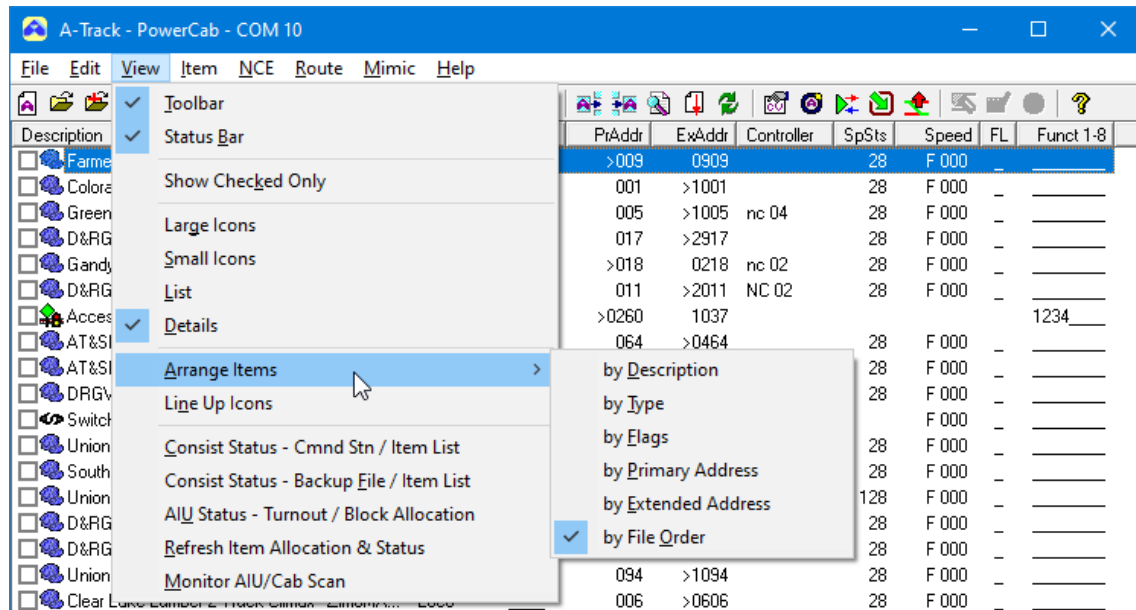 A-Track - PowerCab - COM 10
File Edit View Item NCE Route Mimic Help
Description PrAddr ExAddr Controller SpSts Speed FL Funct 1-8
Toolbar
Status Bar
Show Checked Only
Large Icons
Small Icons
List
Details
Arrange Items
Line Up Icons
Consist Status - Cmnd Stn / Item List
Consist Status - Backup File / Item List
AIU Status - Turnout / Block Allocation
Refresh Item Allocation & Status
Monitor AIU/Cab Scan
by Description
by Type
by Flags
by Primary Address
by Extended Address
by File Order
Farme >009 0909 28 F 000 _
Colora 001 >1001 28 F 000 _
Green 005 >1005 nc 04 28 F 000 _
D&RG 017 >2917 28 F 000 _
Gandy >018 0218 nc 02 28 F 000 _
D&RG 011 >2011 NC 02 28 F 000 _
Acces >0260 1037 1234____
AT&SI 064 >0464 28 F 000 _
AT&SI 28 F 000 _
DRGV 28 F 000 _
Switch F 000 _
Union 28 F 000 _
South 28 F 000 _
Union 128 F 000 _
D&RG 28 F 000 _
D&RG 28 F 000 _
Union 094 >1094 28 F 000 _
Clear Lake Lumber 2 Track Climax 006 >0606 28 F 000 _